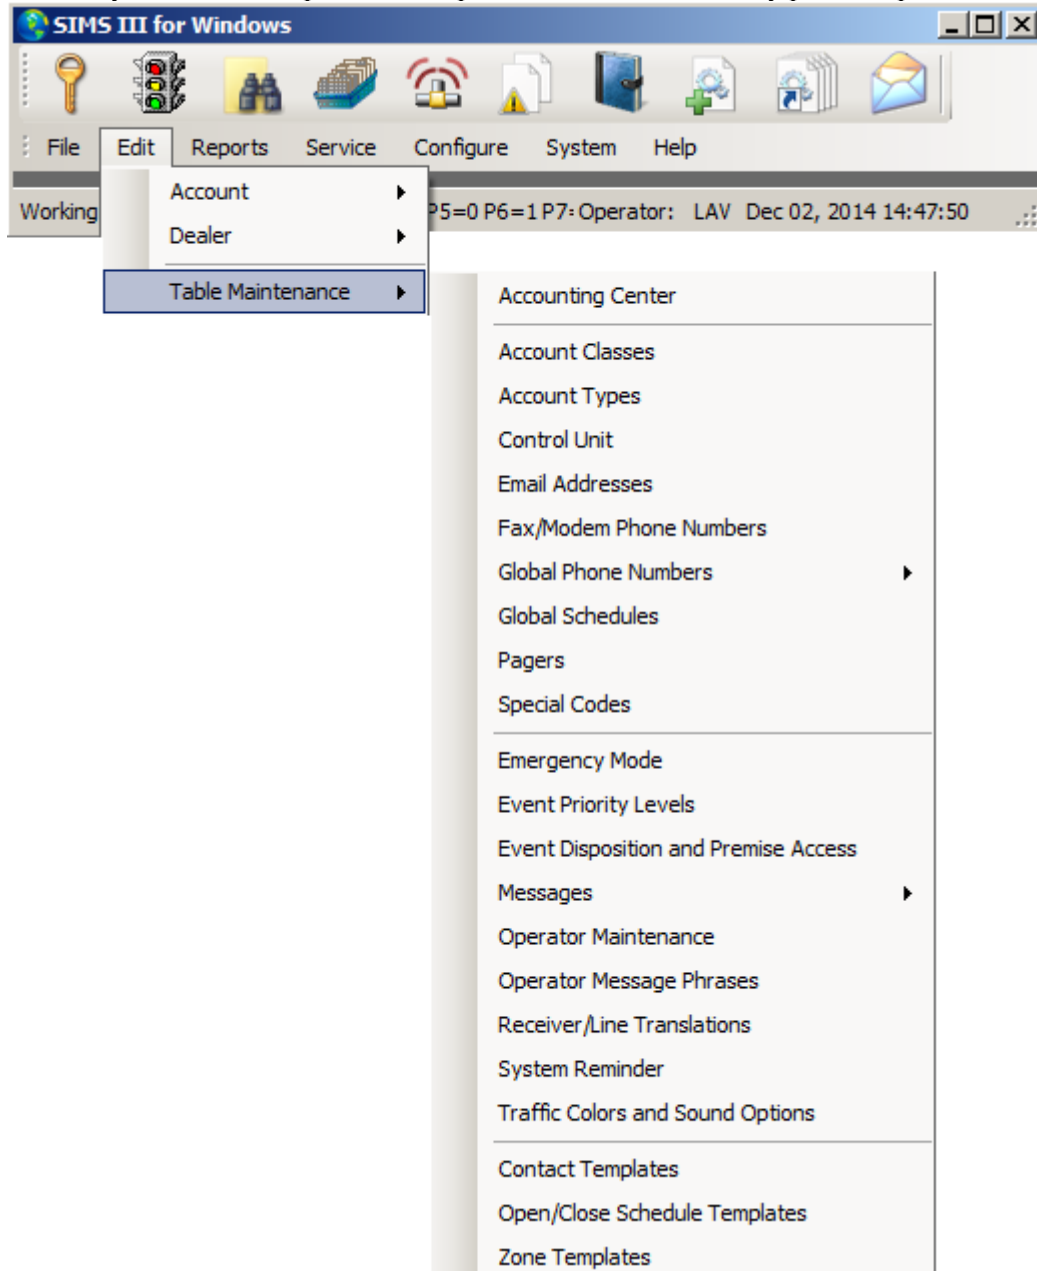 SIMS III for Windows
File Edit Reports Service Configure System Help
Working P5=0 P6=1 P7: Operator: LAV Dec 02, 2014 14:47:50
Account
Dealer
Table Maintenance
Accounting Center
Account Classes
Account Types
Control Unit
Email Addresses
Fax/Modem Phone Numbers
Global Phone Numbers
Global Schedules
Pagers
Special Codes
Emergency Mode
Event Priority Levels
Event Disposition and Premise Access
Messages
Operator Maintenance
Operator Message Phrases
Receiver/Line Translations
System Reminder
Traffic Colors and Sound Options
Contact Templates
Open/Close Schedule Templates
Zone Templates